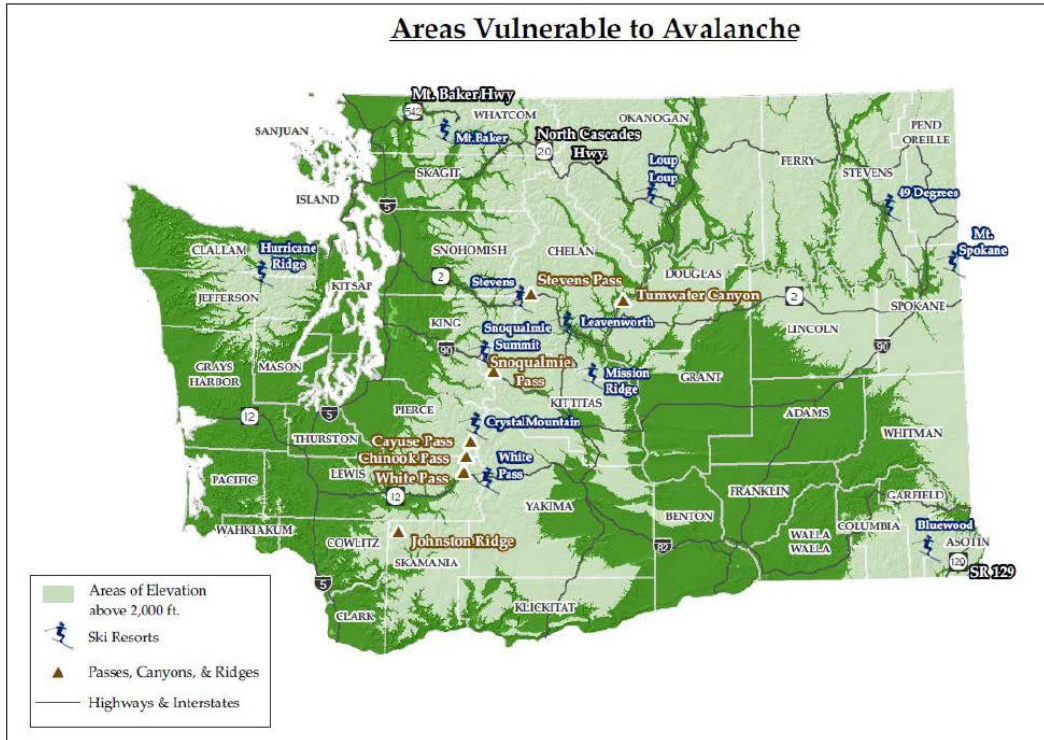 Areas Vulnerable to Avalanche
Mt. Baker Hwy
542
WHATCOM
OKANOGAN
SANJUAN
Mt.Baker
North Cascades
Hwy.
20
PEND
OREILLE
FERRY
STEVENS
SKAGIT
Loup
Loup
ISLAND
5
49 Degrees
CLALLAM
Hurricane
Ridge
SNOHOMISH
CHELAN
Mt.
Spokane
DOUGLAS
2
JEFFERSON
KITSAP
Stevens
Stevens Pass
Tumwater Canyon
2
SPOKANE
KING
Snoqualmie
Summit
Leavenworth
LINCOLN
90
90
GRAYS
HARBOR
MASON
Snoqualmie
Pass
Mission
Ridge
GRANT
KITTITAS
12
5
PIERCE
Crystal Mountain
ADAMS
THURSTON
Cayuse Pass
WHITMAN
Chinook Pass
White
Pass
PACIFIC
LEWIS
White Pass
12
FRANKLIN
GARFIELD
YAKIMA
BENTON
WAHKIAKUM
COWLITZ
Johnston Ridge
82
WALLA
WALLA
COLUMBIA
Bluewood
ASOTIN
129
SR 129
SKAMANIA
5
CLARK
KLICKITAT
Areas of Elevation
above 2,000 ft.
Ski Resorts
Passes, Canyons, & Ridges
Highways & Interstates